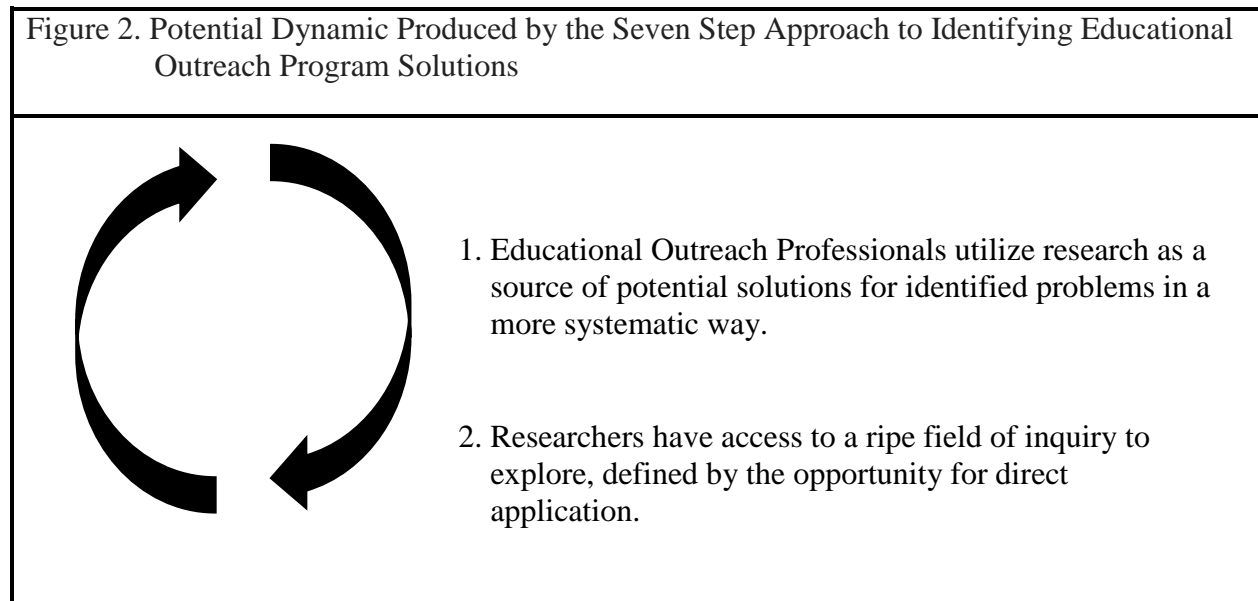 Figure 2. Potential Dynamic Produced by the Seven Step Approach to Identifying Educational
Outreach Program Solutions
1. Educational Outreach Professionals utilize research as a
source of potential solutions for identified problems in a
more systematic way.
2. Researchers have access to a ripe field of inquiry to
explore, defined by the opportunity for direct
application.